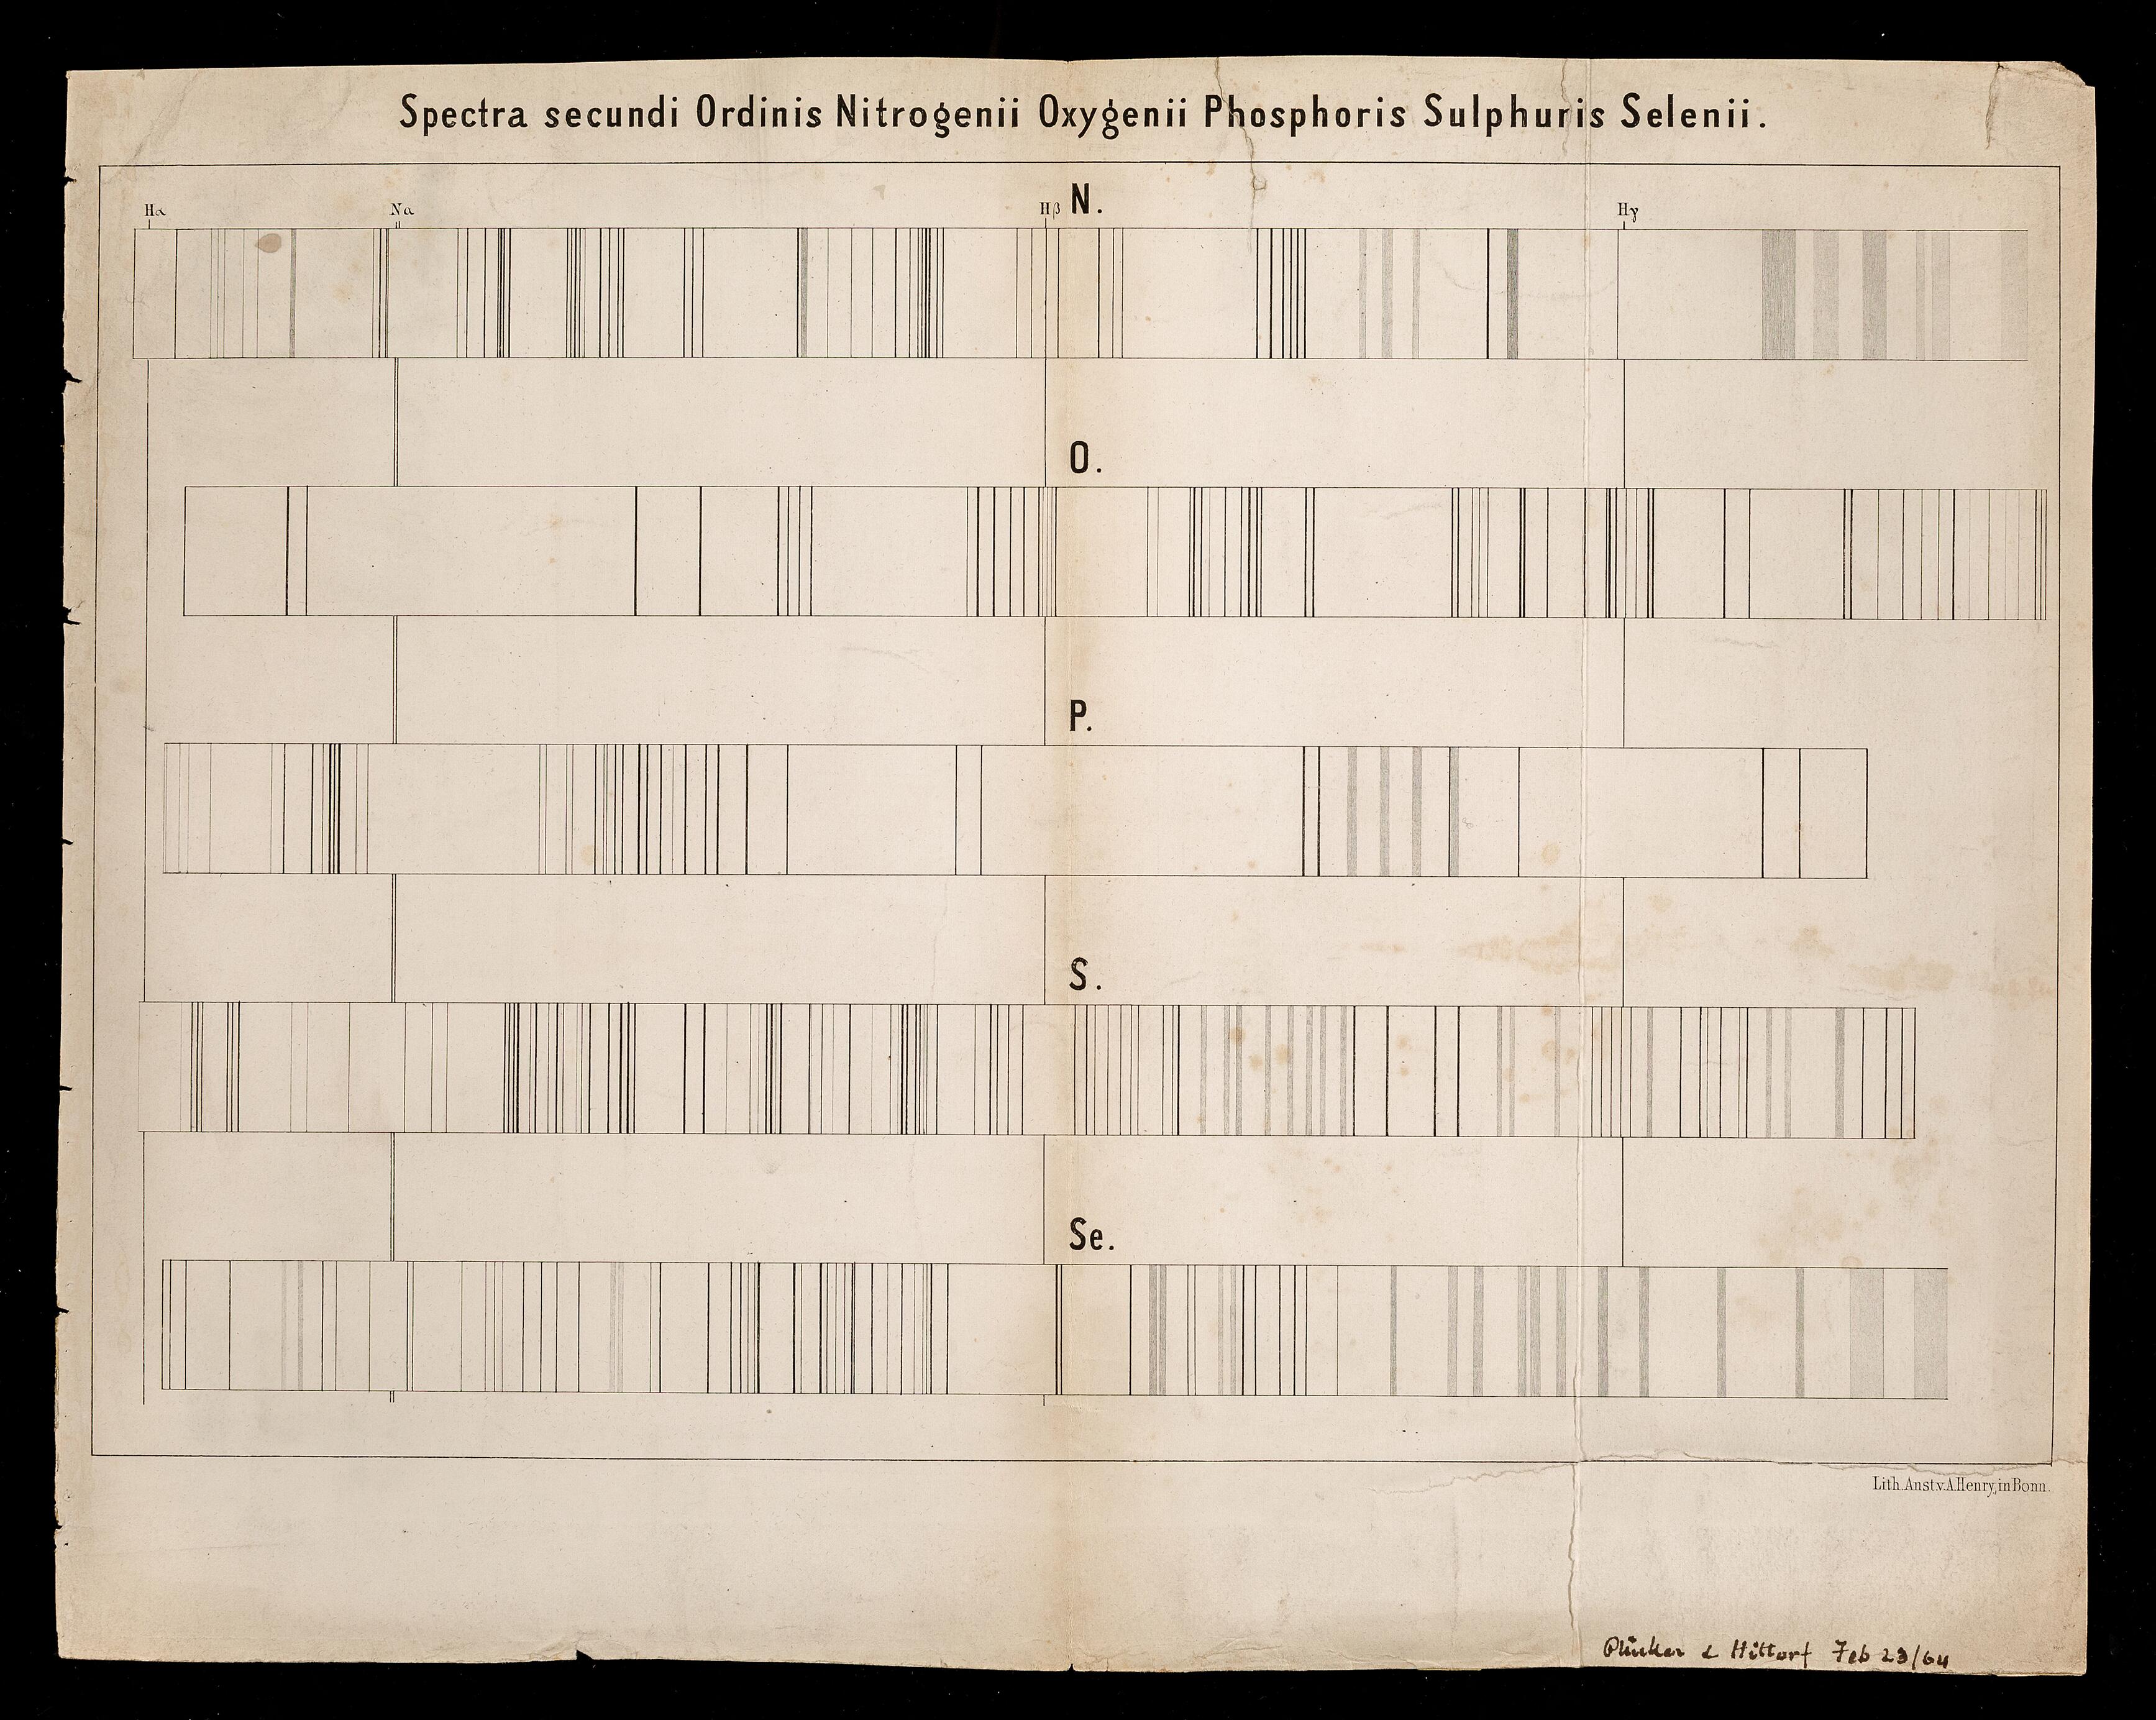 Spectra secundi Ordinis Nitrogenii Oxygenii Phosphoris Sulphuris Selenii.
N.
Hα Nα Hβ Hγ
O.
P.
S.
Se.
Lith. Anst. v. A. Henry, in Bonn.
Plücker & Hittorf Feb 23/64